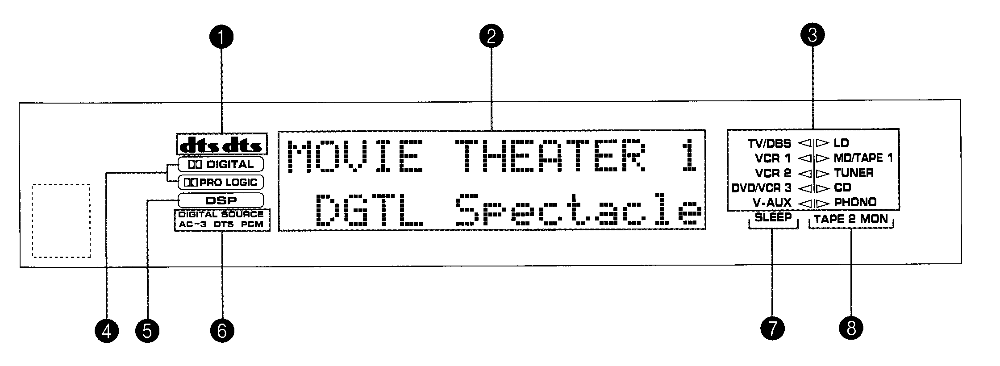 1 2 3
dts dts
DIGITAL
PRO LOGIC
DSP
DIGITAL SOURCE
AC-3 DTS PCM
MOVIE THEATER 1
DGTL Spectacle
TV/DBS LD
VCR 1 MD/TAPE 1
VCR 2 TUNER
DVD/VCR 3 CD
V-AUX PHONO
SLEEP TAPE 2 MON
4 5 6 7 8